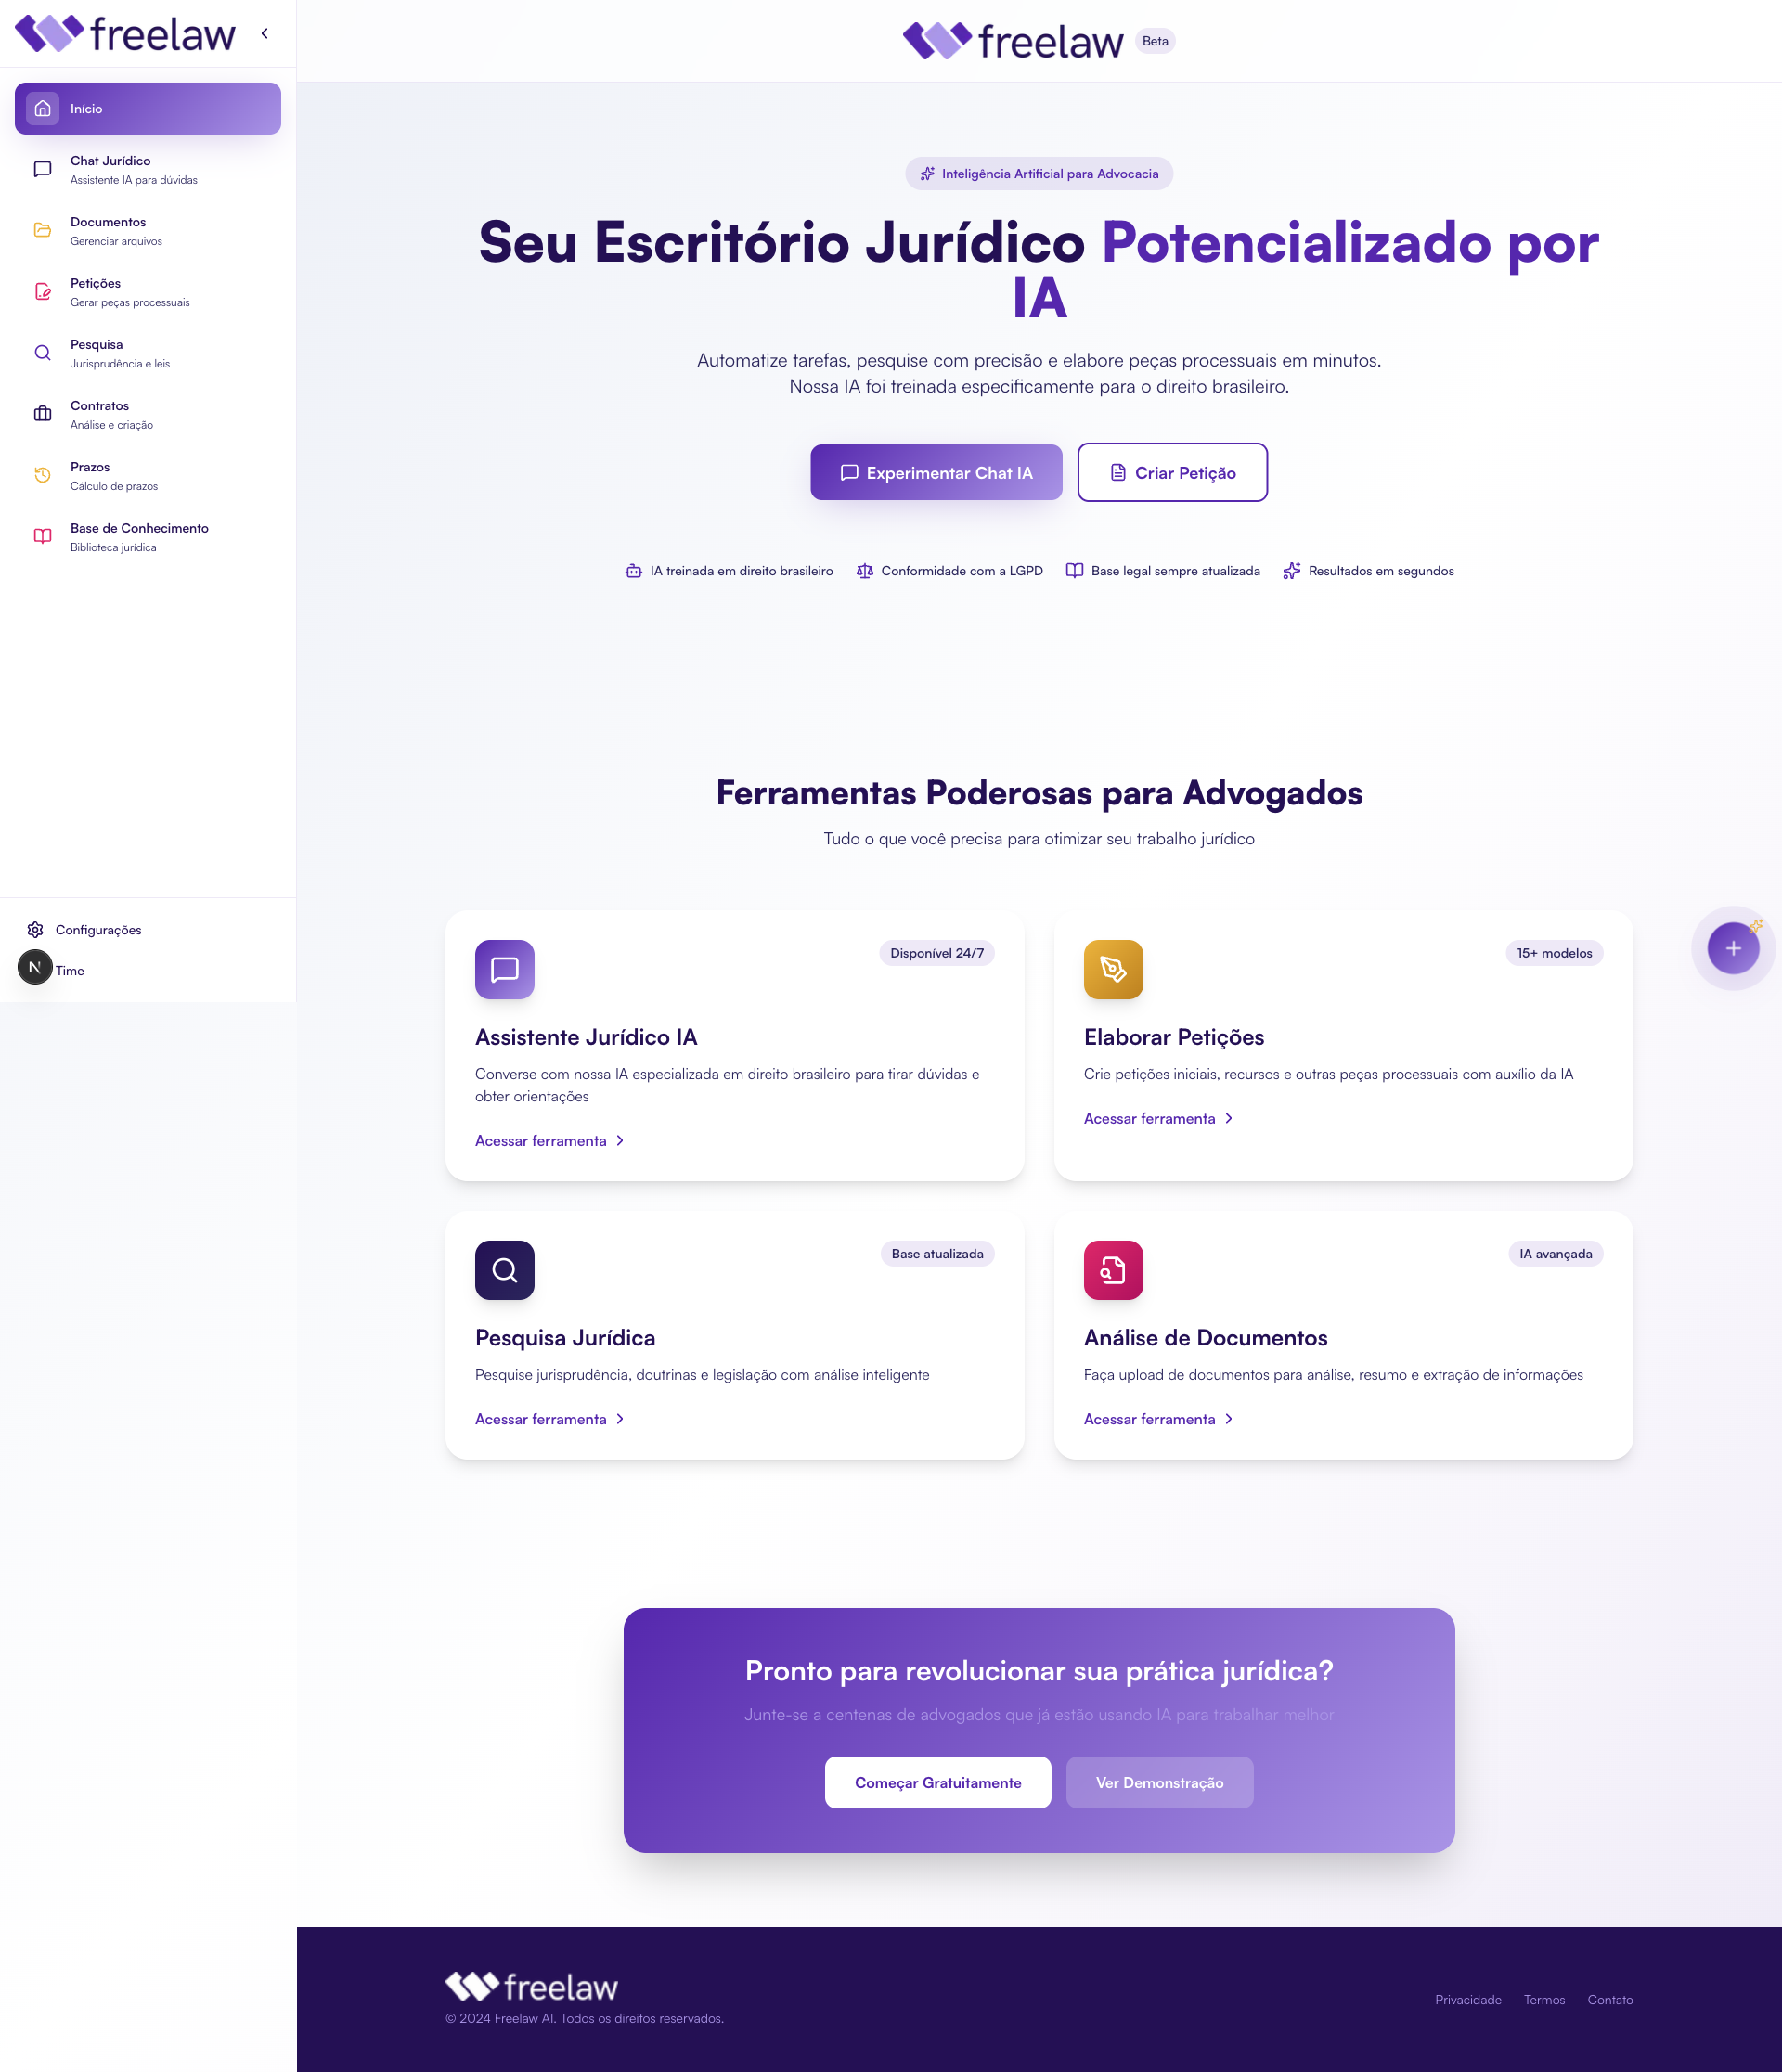 freelaw
Início
Chat Jurídico
Assistente IA para dúvidas
Documentos
Gerenciar arquivos
Petições
Gerar peças processuais
Pesquisa
Jurisprudência e leis
Contratos
Análise e criação
Prazos
Cálculo de prazos
Base de Conhecimento
Biblioteca jurídica
Configurações
N
Time
freelaw Beta
Inteligência Artificial para Advocacia
Seu Escritório Jurídico Potencializado por
IA
Automatize tarefas, pesquise com precisão e elabore peças processuais em minutos.
Nossa IA foi treinada especificamente para o direito brasileiro.
Experimentar Chat IA
Criar Petição
IA treinada em direito brasileiro
Conformidade com a LGPD
Base legal sempre atualizada
Resultados em segundos
Ferramentas Poderosas para Advogados
Tudo o que você precisa para otimizar seu trabalho jurídico
Disponível 24/7
Assistente Jurídico IA
Converse com nossa IA especializada em direito brasileiro para tirar dúvidas e
obter orientações
Acessar ferramenta
15+ modelos
Elaborar Petições
Crie petições iniciais, recursos e outras peças processuais com auxílio da IA
Acessar ferramenta
Base atualizada
Pesquisa Jurídica
Pesquise jurisprudência, doutrinas e legislação com análise inteligente
Acessar ferramenta
IA avançada
Análise de Documentos
Faça upload de documentos para análise, resumo e extração de informações
Acessar ferramenta
Pronto para revolucionar sua prática jurídica?
Junte-se a centenas de advogados que já estão usando IA para trabalhar melhor
Começar Gratuitamente
Ver Demonstração
freelaw
© 2024 Freelaw AI. Todos os direitos reservados.
Privacidade
Termos
Contato